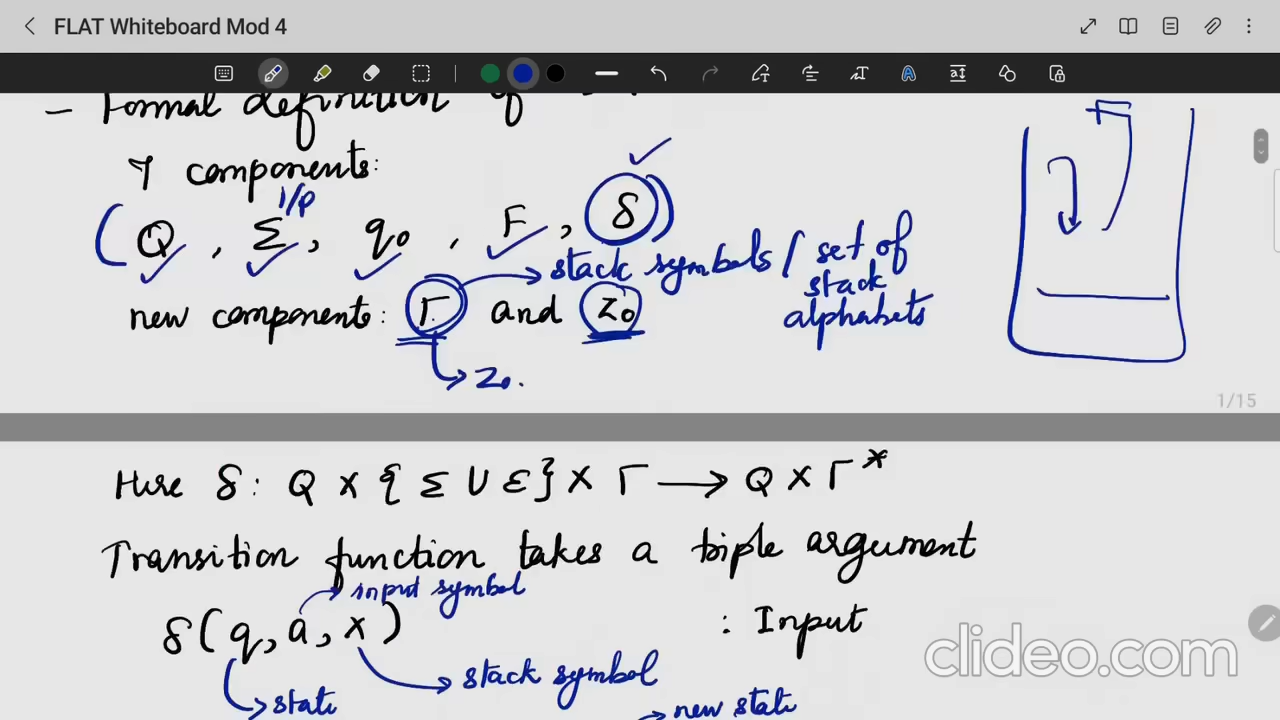 FLAT Whiteboard Mod 4
– Formal definition of
7 components:
I/P
(Q, Σ, q₀, F, δ)
stack symbols / set of
stack
alphabets
new components: Γ and Z₀
Z₀.
1/15
Here δ: Q × {Σ ∪ ε} × Γ → Q × Γ*
Transition function takes a triple argument
input symbol
δ(q, a, x) : Input
stack symbol
state
new state
clideo.com